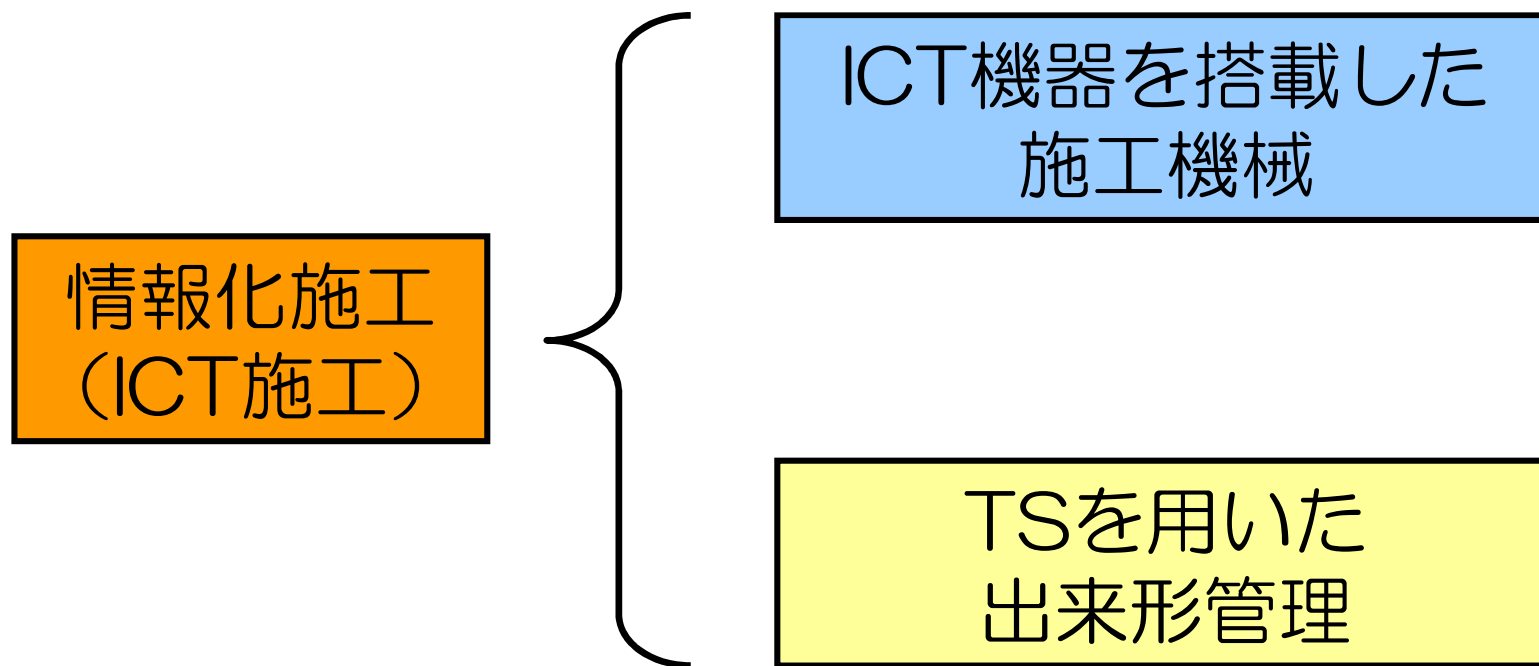 情報化施工
（ICT施工）
ICT機器を搭載した
施工機械
TSを用いた
出来形管理